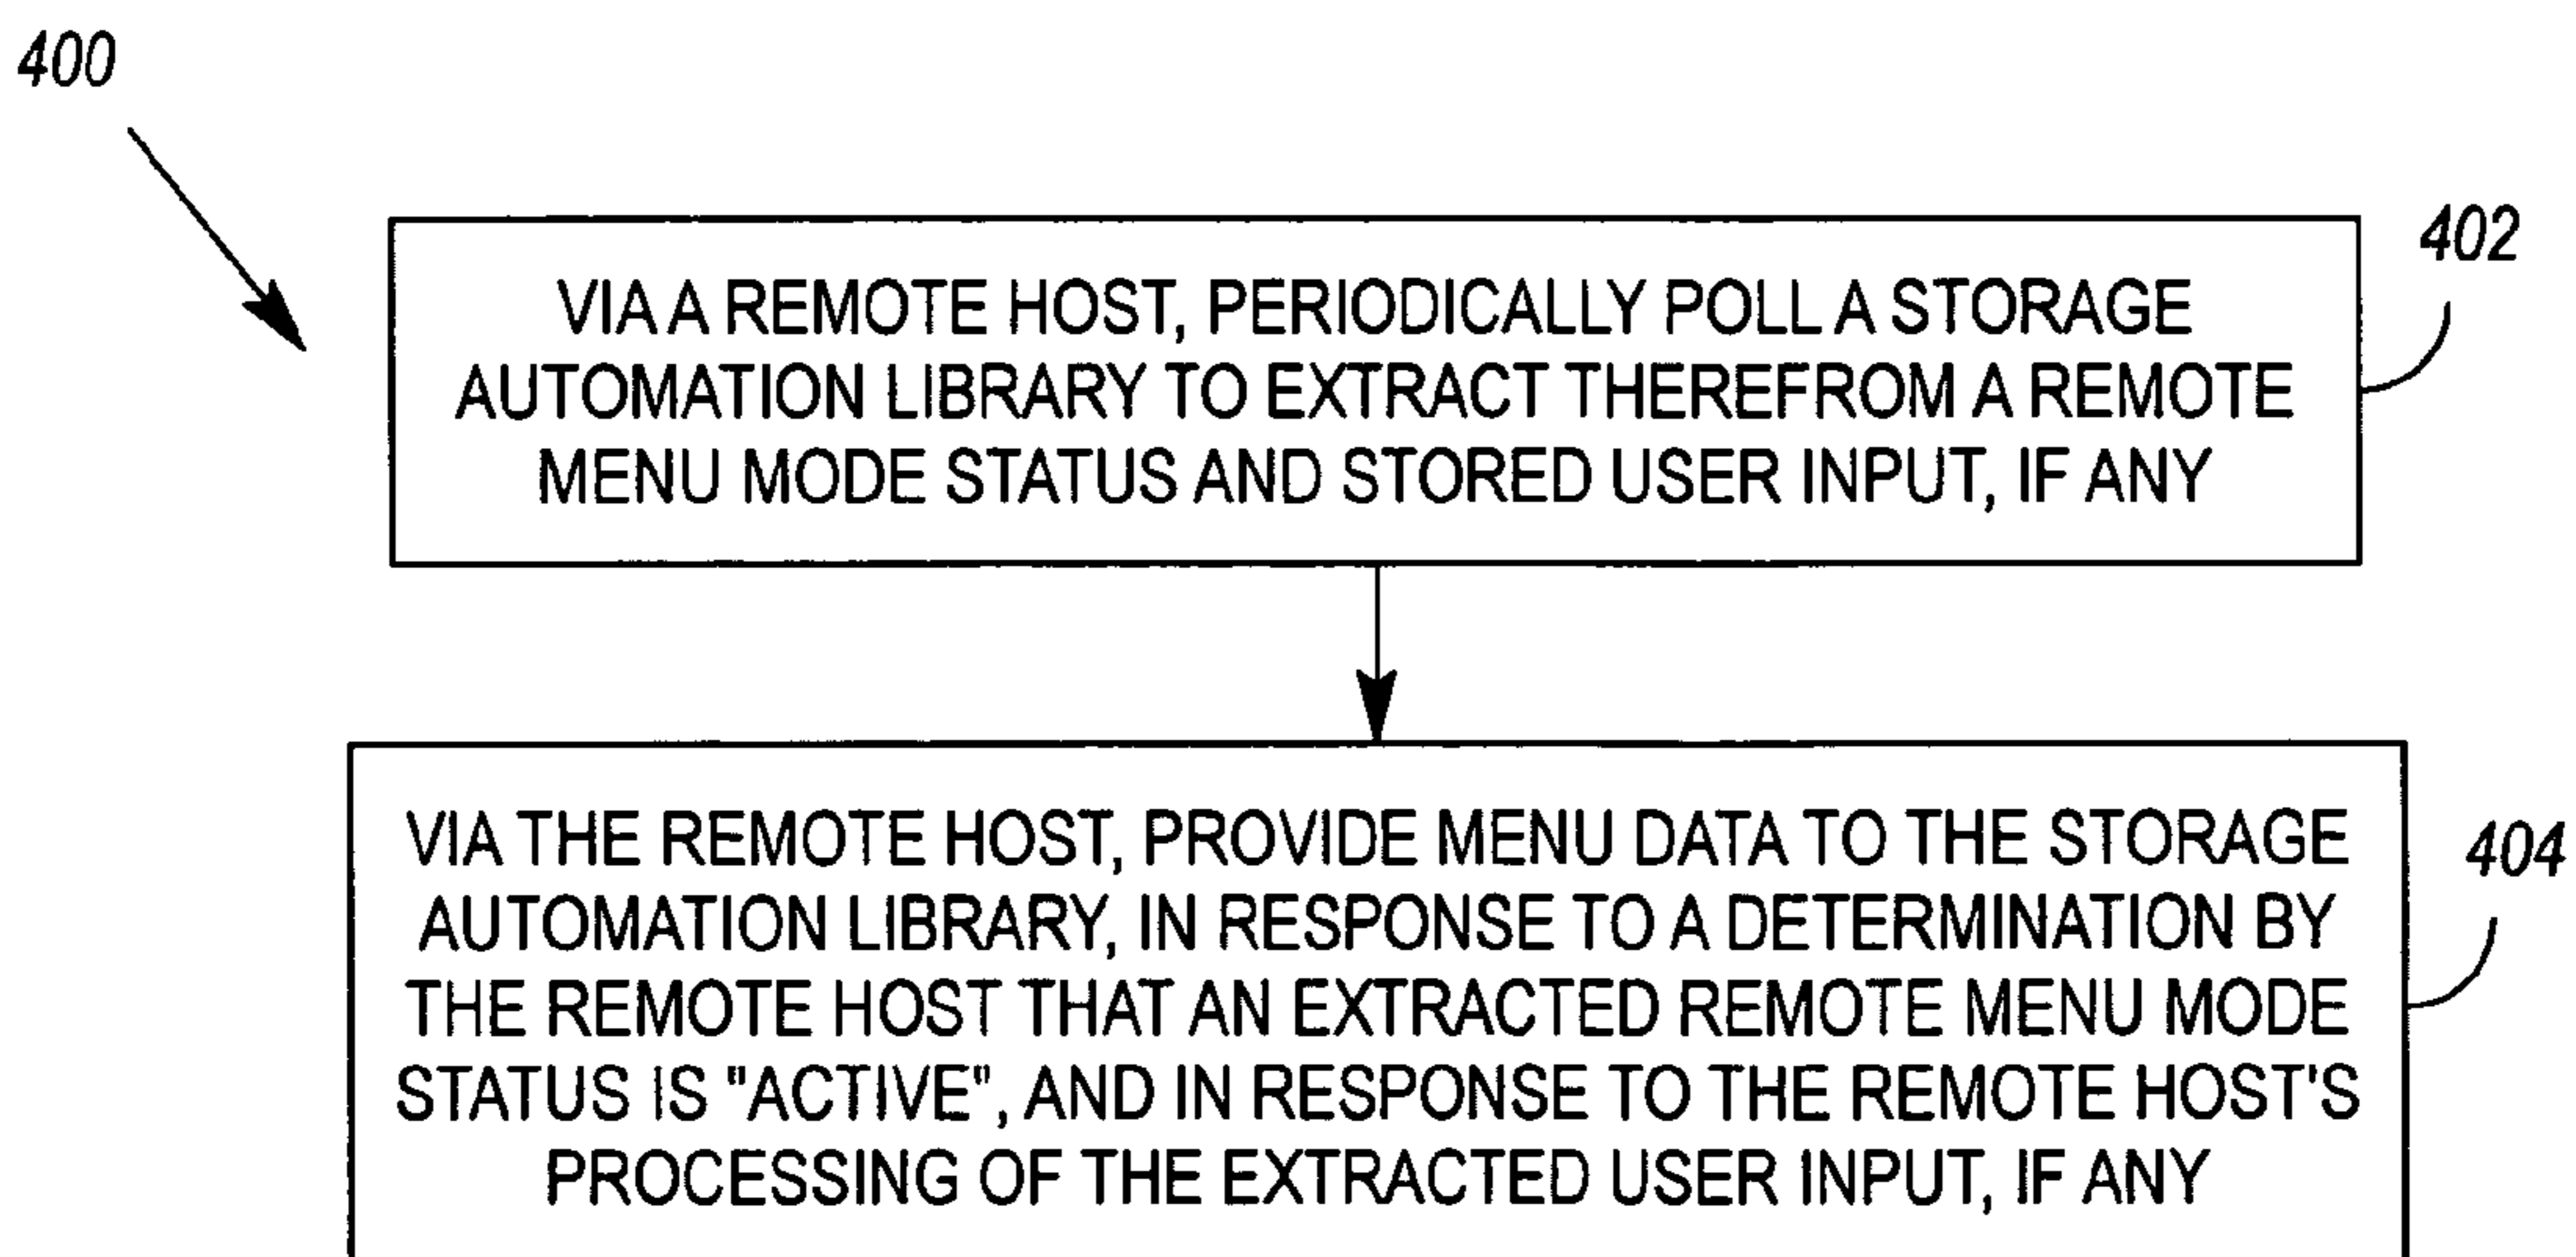 400
402
VIA A REMOTE HOST, PERIODICALLY POLL A STORAGE
AUTOMATION LIBRARY TO EXTRACT THEREFROM A REMOTE
MENU MODE STATUS AND STORED USER INPUT, IF ANY
404
VIA THE REMOTE HOST, PROVIDE MENU DATA TO THE STORAGE
AUTOMATION LIBRARY, IN RESPONSE TO A DETERMINATION BY
THE REMOTE HOST THAT AN EXTRACTED REMOTE MENU MODE
STATUS IS "ACTIVE", AND IN RESPONSE TO THE REMOTE HOST'S
PROCESSING OF THE EXTRACTED USER INPUT, IF ANY